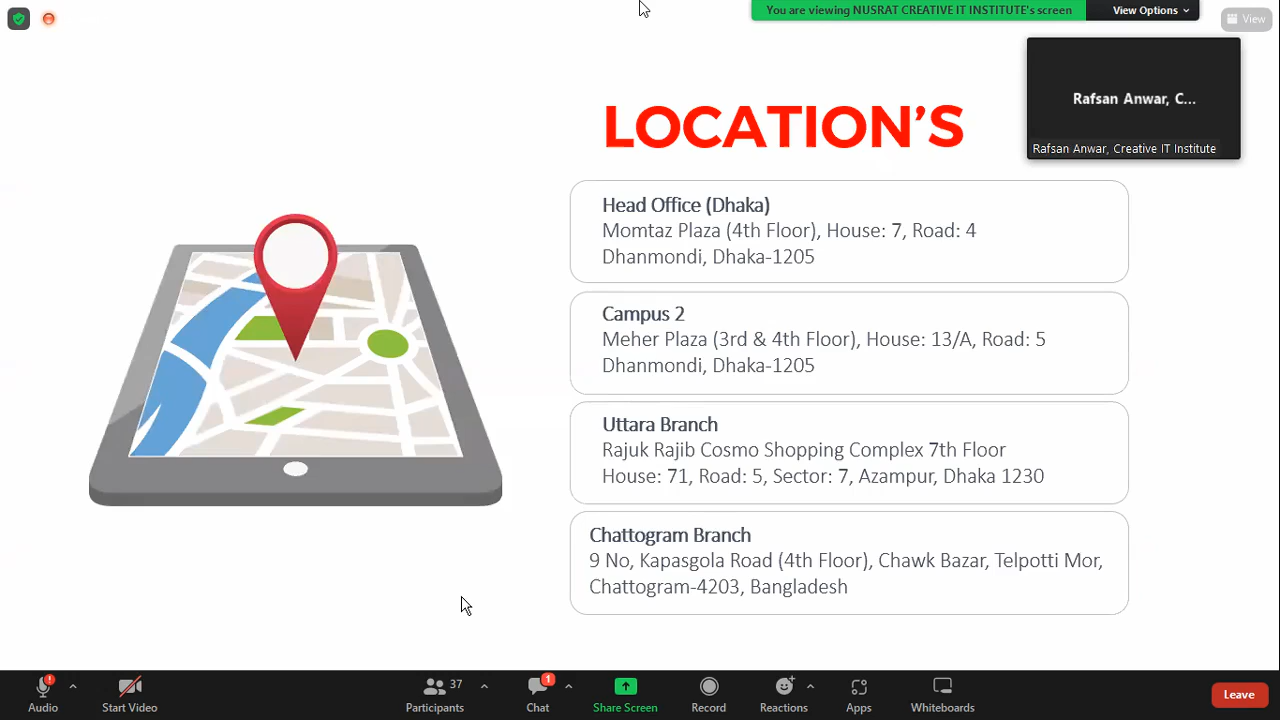 You are viewing NUSRAT CREATIVE IT INSTITUTE's screen
View Options
View
Rafsan Anwar, C...
Rafsan Anwar, Creative IT Institute
LOCATION’S
Head Office (Dhaka)
Momtaz Plaza (4th Floor), House: 7, Road: 4
Dhanmondi, Dhaka-1205
Campus 2
Meher Plaza (3rd & 4th Floor), House: 13/A, Road: 5
Dhanmondi, Dhaka-1205
Uttara Branch
Rajuk Rajib Cosmo Shopping Complex 7th Floor
House: 71, Road: 5, Sector: 7, Azampur, Dhaka 1230
Chattogram Branch
9 No, Kapasgola Road (4th Floor), Chawk Bazar, Telpotti Mor,
Chattogram-4203, Bangladesh
Audio
Start Video
37
Participants
1
Chat
Share Screen
Record
Reactions
Apps
Whiteboards
Leave